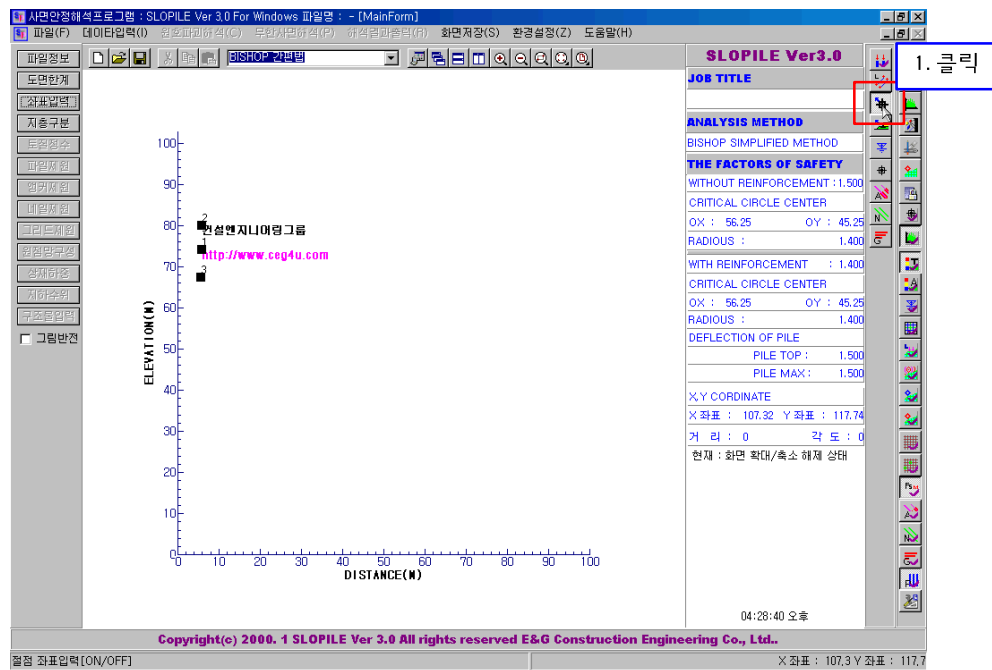 사면안정해석프로그램 : SLOPILE Ver 3,0 For Windows 파일명 : - [MainForm]
파일(F) 데이타입력(I) 원호파괴해석(C) 무한사면해석(P) 해석결과출력(R) 화면저장(S) 환경설정(Z) 도움말(H)
파일정보
도면한계
좌표입력
지층구분
토질정수
파일제원
앵커제원
네일제원
그리드제원
원점망구성
상재하중
지하수위
구조물입력
그림반전
BISHOP 간편법
100
90
80
70
60
50
40
30
20
10
0
ELEVATION(M)
2
건설엔지니어링그룹
1
http://www.ceg4u.com
3
0 10 20 30 40 50 60 70 80 90 100
DISTANCE(M)
SLOPILE Ver3.0
JOB TITLE
ANALYSIS METHOD
BISHOP SIMPLIFIED METHOD
THE FACTORS OF SAFETY
WITHOUT REINFORCEMENT : 1.500
CRITICAL CIRCLE CENTER
OX : 56.25 OY : 45.25
RADIOUS : 1.400
WITH REINFORCEMENT : 1.400
CRITICAL CIRCLE CENTER
OX : 56.25 OY : 45.25
RADIOUS : 1.400
DEFLECTION OF PILE
PILE TOP : 1.500
PILE MAX : 1.500
X,Y CORDINATE
X 좌표 : 107.32 Y 좌표 : 117.74
거 리 : 0 각 도 : 0
현재 : 화면 확대/축소 해제 상태
04:28:40 오후
1. 클릭
Copyright(c) 2000. 1 SLOPILE Ver 3.0 All rights reserved E&G Construction Engineering Co., Ltd..
절점 좌표입력[ON/OFF]
X 좌표 : 107,3 Y 좌표 : 117,7